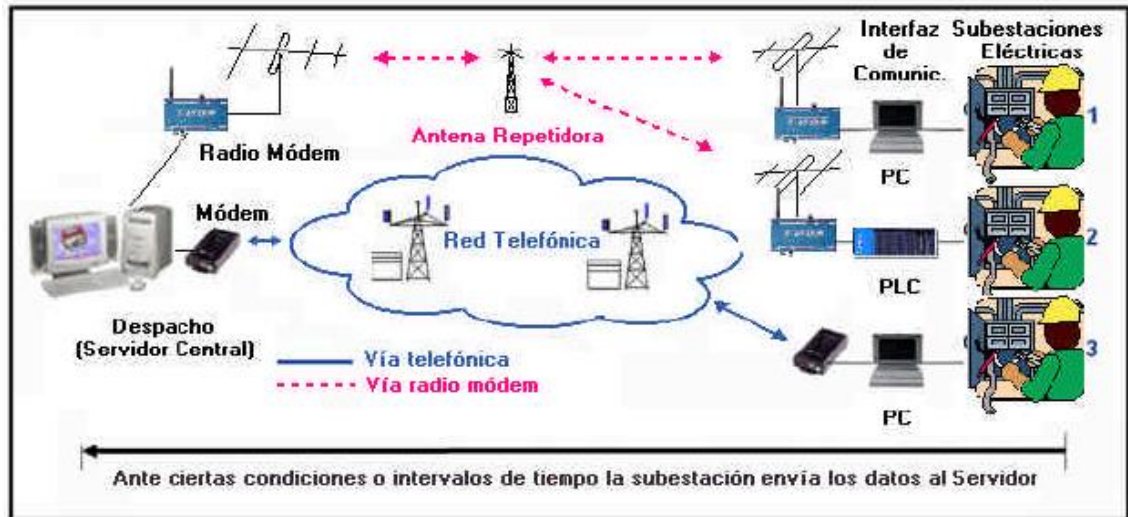 Interfaz
de
Comunic.
Subestaciones
Eléctricas
Antena Repetidora
Radio Módem
PC
1
Módem
Red Telefónica
PLC
2
Despacho
(Servidor Central)
Vía telefónica
Vía radio módem
PC
3
Ante ciertas condiciones o intervalos de tiempo la subestación envía los datos al Servidor